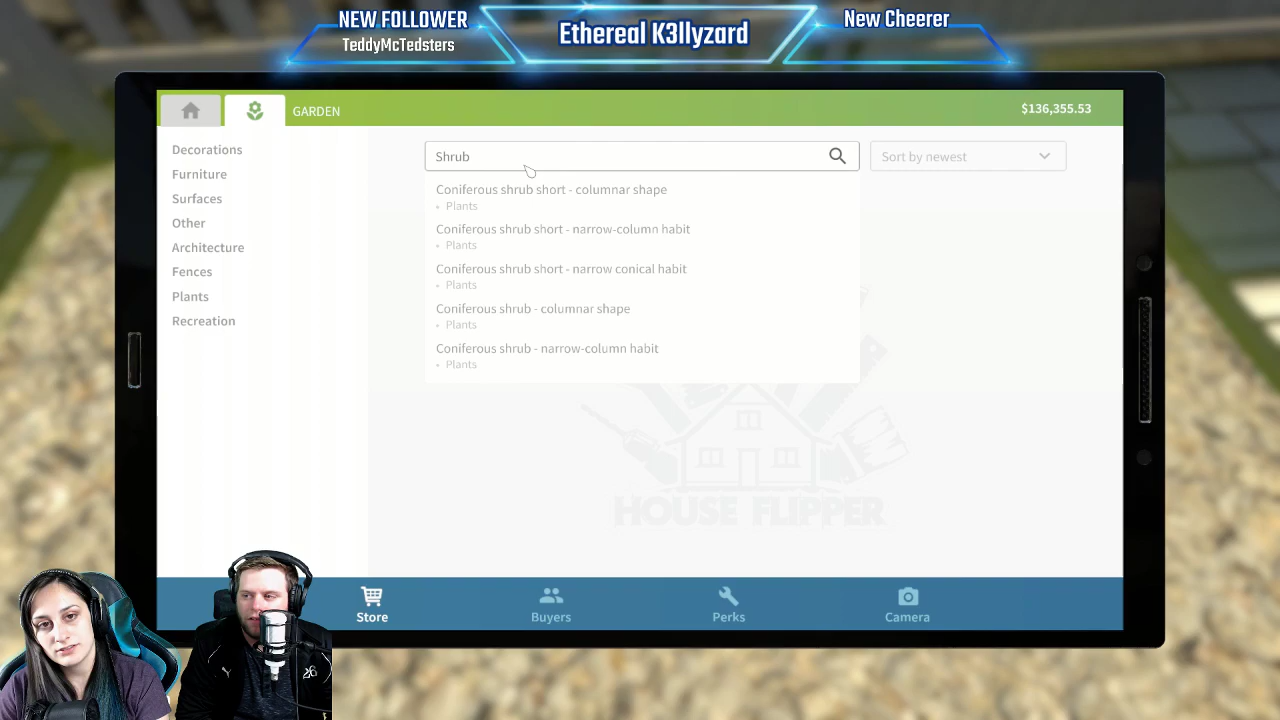 NEW FOLLOWER
TeddyMcTedsters
Ethereal K3llyzard
New Cheerer
GARDEN
$136,355.53
Decorations
Furniture
Surfaces
Other
Architecture
Fences
Plants
Recreation
Shrub
Sort by newest
Coniferous shrub short - columnar shape
• Plants
Coniferous shrub short - narrow-column habit
• Plants
Coniferous shrub short - narrow conical habit
• Plants
Coniferous shrub - columnar shape
• Plants
Coniferous shrub - narrow-column habit
• Plants
HOUSE FLIPPER
Store
Buyers
Perks
Camera
26